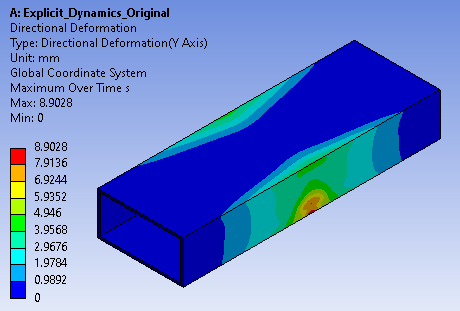 A: Explicit_Dynamics_Original
Directional Deformation
Type: Directional Deformation(Y Axis)
Unit: mm
Global Coordinate System
Maximum Over Time s
Max: 8.9028
Min: 0
8.9028
7.9136
6.9244
5.9352
4.946
3.9568
2.9676
1.9784
0.9892
0